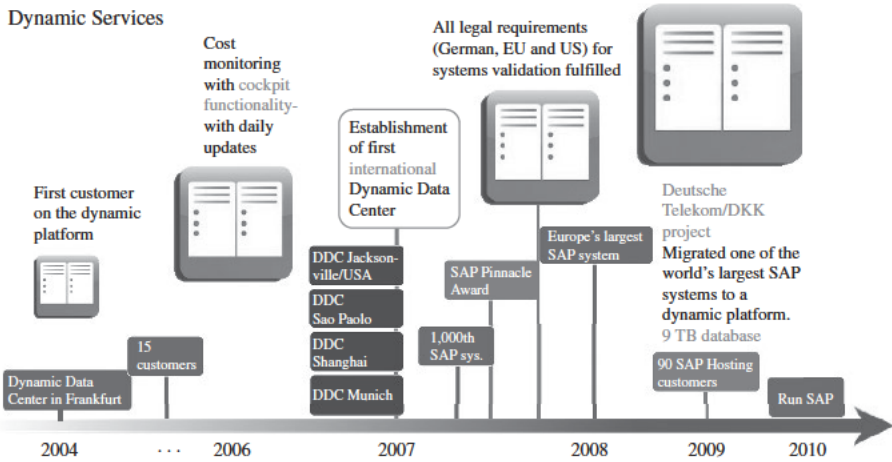 Dynamic Services
First customer
on the dynamic
platform
Dynamic Data
Center in Frankfurt
15
customers
Cost
monitoring
with cockpit
functionality-
with daily
updates
Establishment
of first
international
Dynamic Data
Center
DDC Jackson-
ville/USA
DDC
Sao Paolo
DDC
Shanghai
DDC Munich
1,000th
SAP sys.
SAP Pinnacle
Award
All legal requirements
(German, EU and US) for
systems validation fulfilled
Europe's largest
SAP system
Deutsche
Telekom/DKK
project
Migrated one of the
world's largest SAP
systems to a
dynamic platform.
9 TB database
90 SAP Hosting
customers
Run SAP
2004 . . . 2006 2007 2008 2009 2010